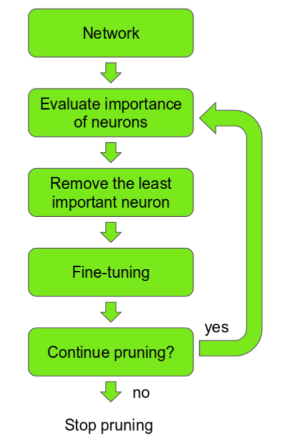 Network
Evaluate importance
of neurons
Remove the least
important neuron
Fine-tuning
Continue pruning?
yes
no
Stop pruning